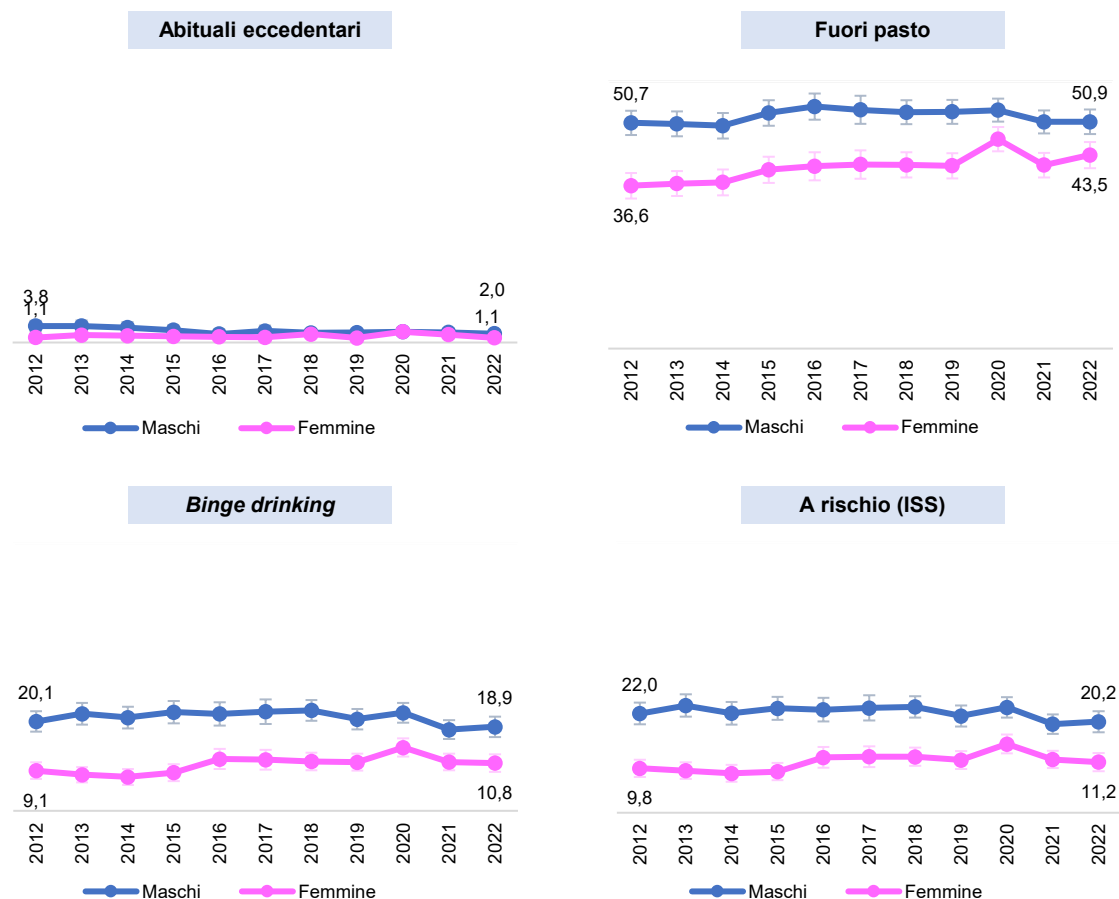 Abituali eccedentari
3,8
1,1
2,0
1,1
2012 2013 2014 2015 2016 2017 2018 2019 2020 2021 2022
Maschi Femmine
Fuori pasto
50,7
50,9
36,6
43,5
2012 2013 2014 2015 2016 2017 2018 2019 2020 2021 2022
Maschi Femmine
Binge drinking
20,1
18,9
9,1
10,8
2012 2013 2014 2015 2016 2017 2018 2019 2020 2021 2022
Maschi Femmine
A rischio (ISS)
22,0
20,2
9,8
11,2
2012 2013 2014 2015 2016 2017 2018 2019 2020 2021 2022
Maschi Femmine